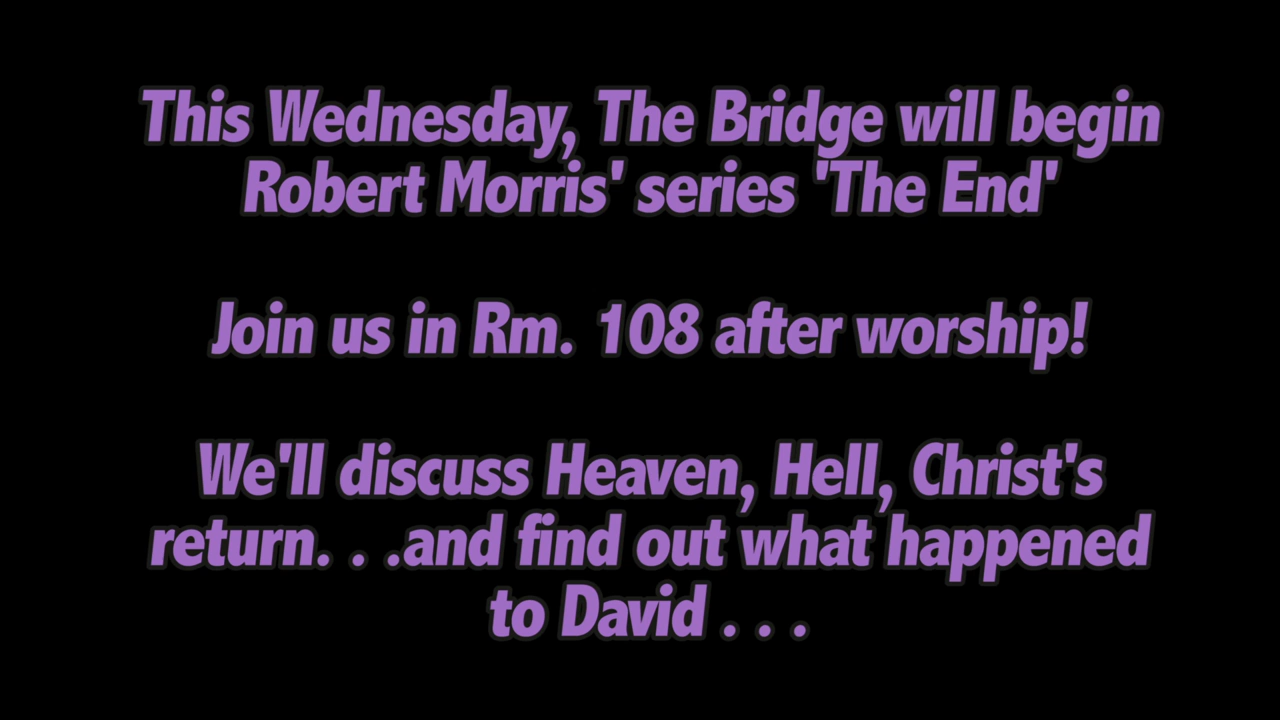 This Wednesday, The Bridge will begin
Robert Morris' series 'The End'
Join us in Rm. 108 after worship!
We'll discuss Heaven, Hell, Christ's
return. . .and find out what happened
to David . . .